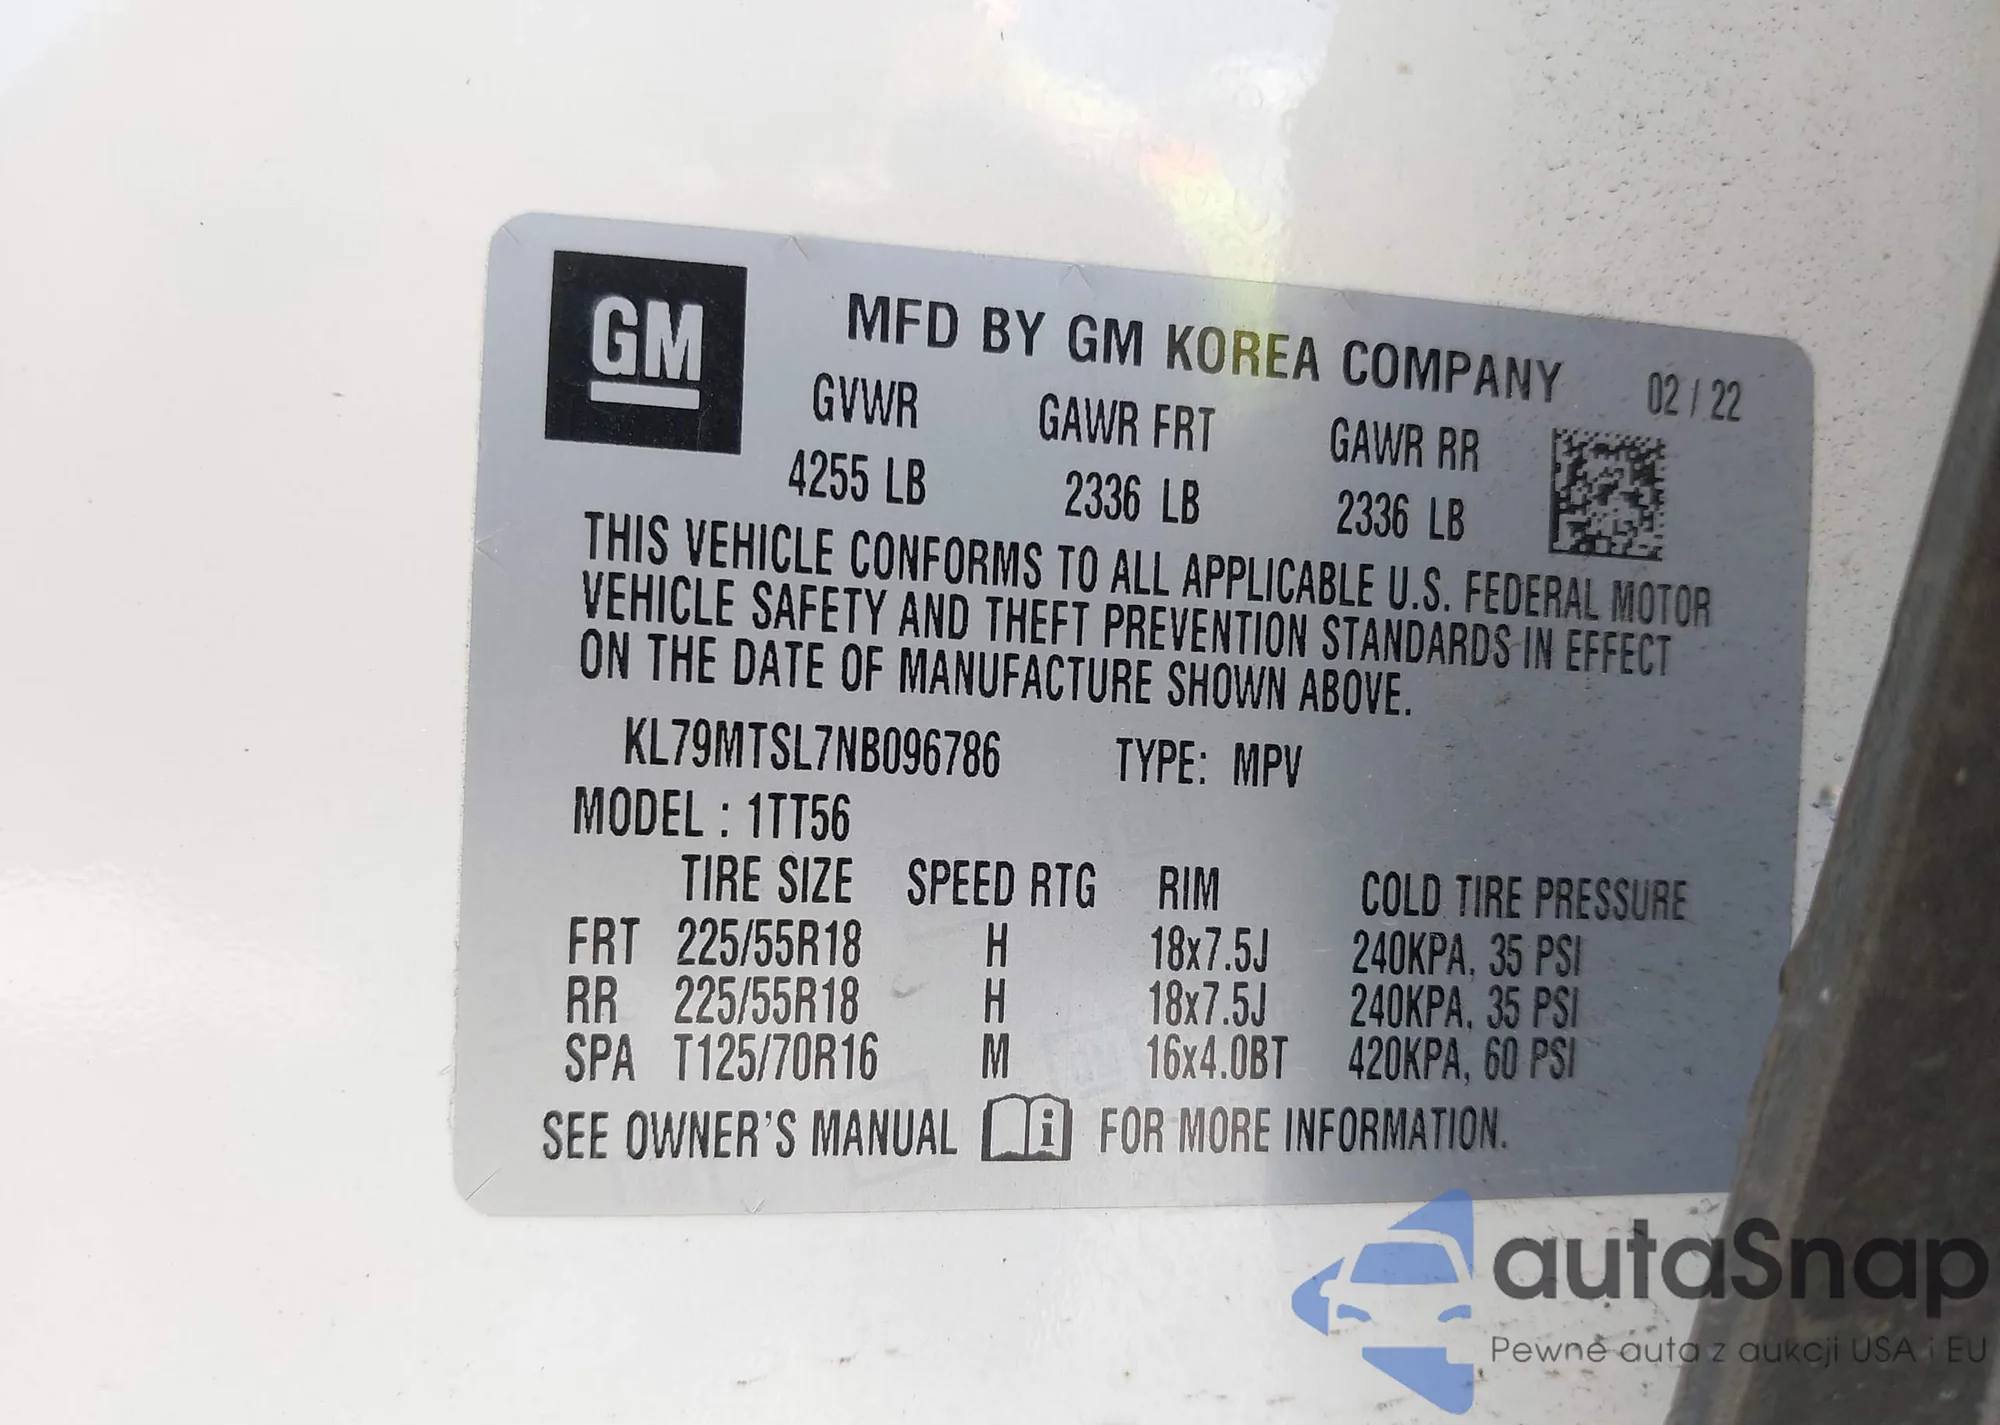 GM
MFD BY GM KOREA COMPANY 02 / 22
GVWR GAWR FRT GAWR RR
4255 LB 2336 LB 2336 LB
THIS VEHICLE CONFORMS TO ALL APPLICABLE U.S. FEDERAL MOTOR
VEHICLE SAFETY AND THEFT PREVENTION STANDARDS IN EFFECT
ON THE DATE OF MANUFACTURE SHOWN ABOVE.
KL79MTSL7NB096786 TYPE: MPV
MODEL : 1TT56
TIRE SIZE SPEED RTG RIM COLD TIRE PRESSURE
FRT 225/55R18 H 18x7.5J 240KPA, 35 PSI
RR 225/55R18 H 18x7.5J 240KPA, 35 PSI
SPA T125/70R16 M 16x4.0BT 420KPA, 60 PSI
SEE OWNER'S MANUAL i FOR MORE INFORMATION.
autaSnap
Pewne auta z aukcji USA i EU